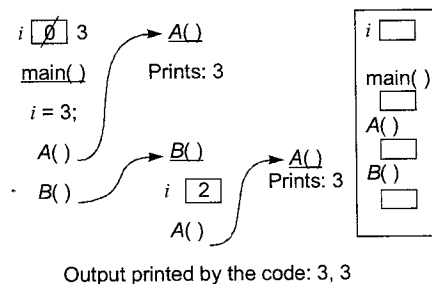 i 0 3
main( )
i = 3;
A( )
B( )
A( )
Prints: 3
B( )
i 2
A( )
A( )
Prints: 3
i
main( )
A( )
B( )
Output printed by the code: 3, 3